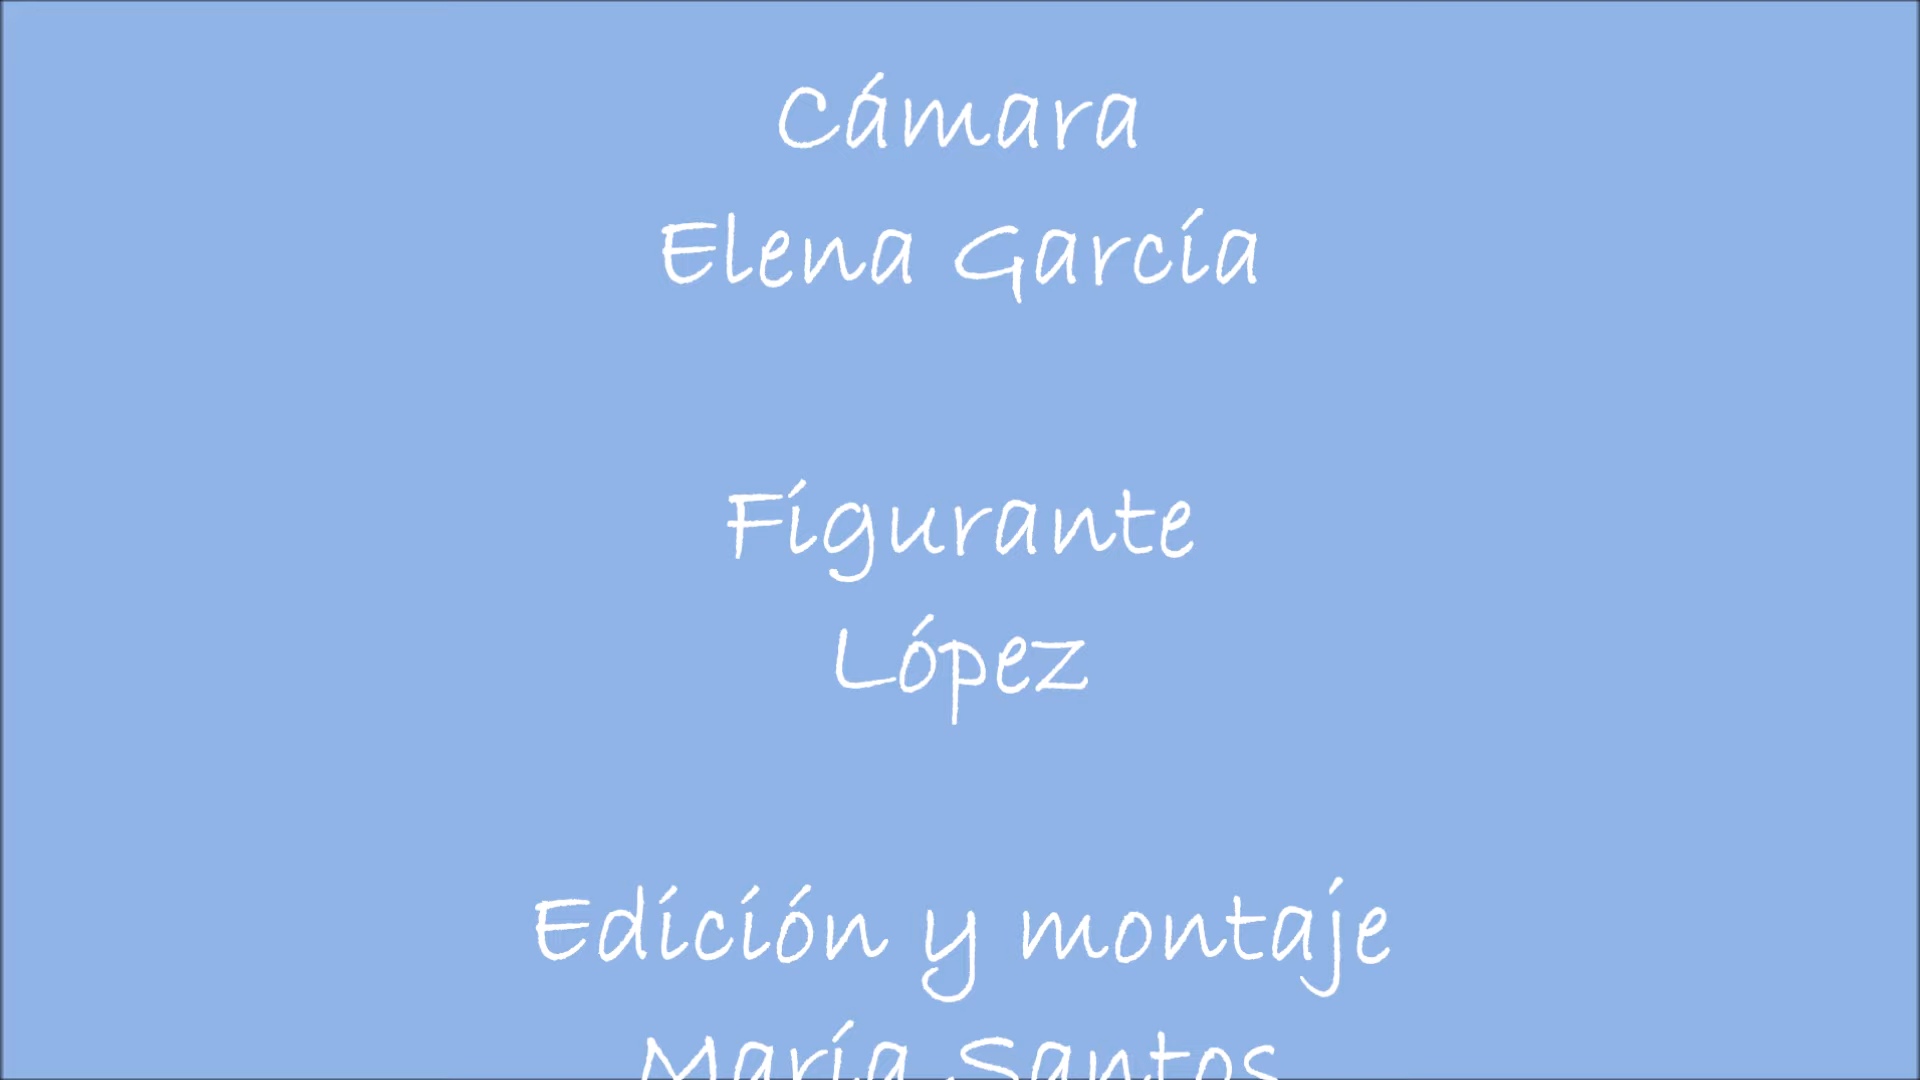 Cámara
Elena García
Figurante
López
Edición y montaje
María Santos